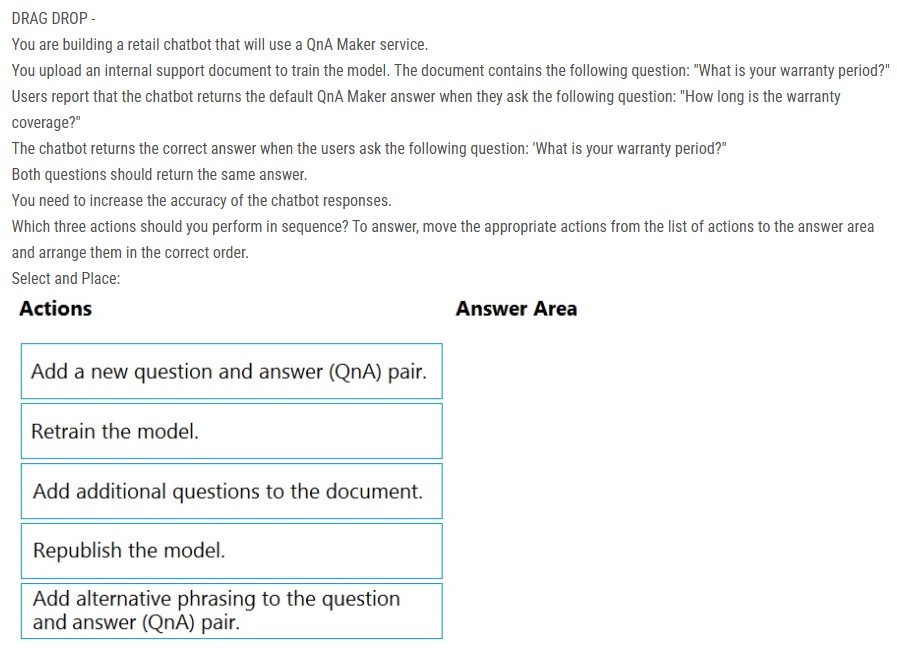 DRAG DROP -
You are building a retail chatbot that will use a QnA Maker service.
You upload an internal support document to train the model. The document contains the following question: "What is your warranty period?"
Users report that the chatbot returns the default QnA Maker answer when they ask the following question: "How long is the warranty
coverage?"
The chatbot returns the correct answer when the users ask the following question: 'What is your warranty period?"
Both questions should return the same answer.
You need to increase the accuracy of the chatbot responses.
Which three actions should you perform in sequence? To answer, move the appropriate actions from the list of actions to the answer area
and arrange them in the correct order.
Select and Place:
Actions
Answer Area
Add a new question and answer (QnA) pair.
Retrain the model.
Add additional questions to the document.
Republish the model.
Add alternative phrasing to the question
and answer (QnA) pair.